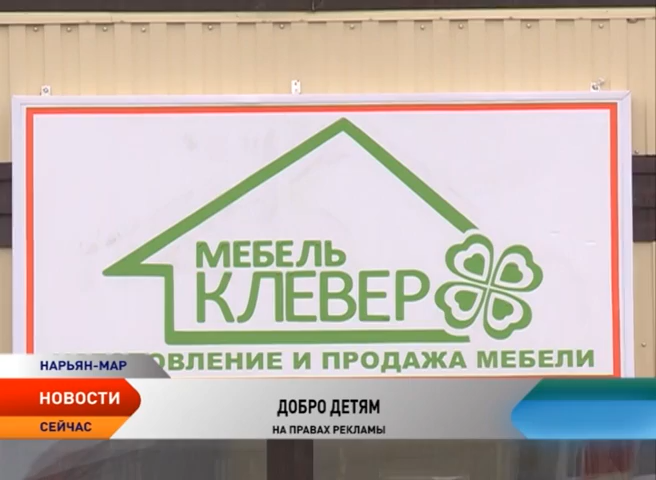 МЕБЕЛЬ
КЛЕВЕР
И ПРОДАЖА МЕБЕЛИ
НАРЬЯН-МАР
НОВОСТИ
СЕЙЧАС
ДОБРО ДЕТЯМ
НА ПРАВАХ РЕКЛАМЫ